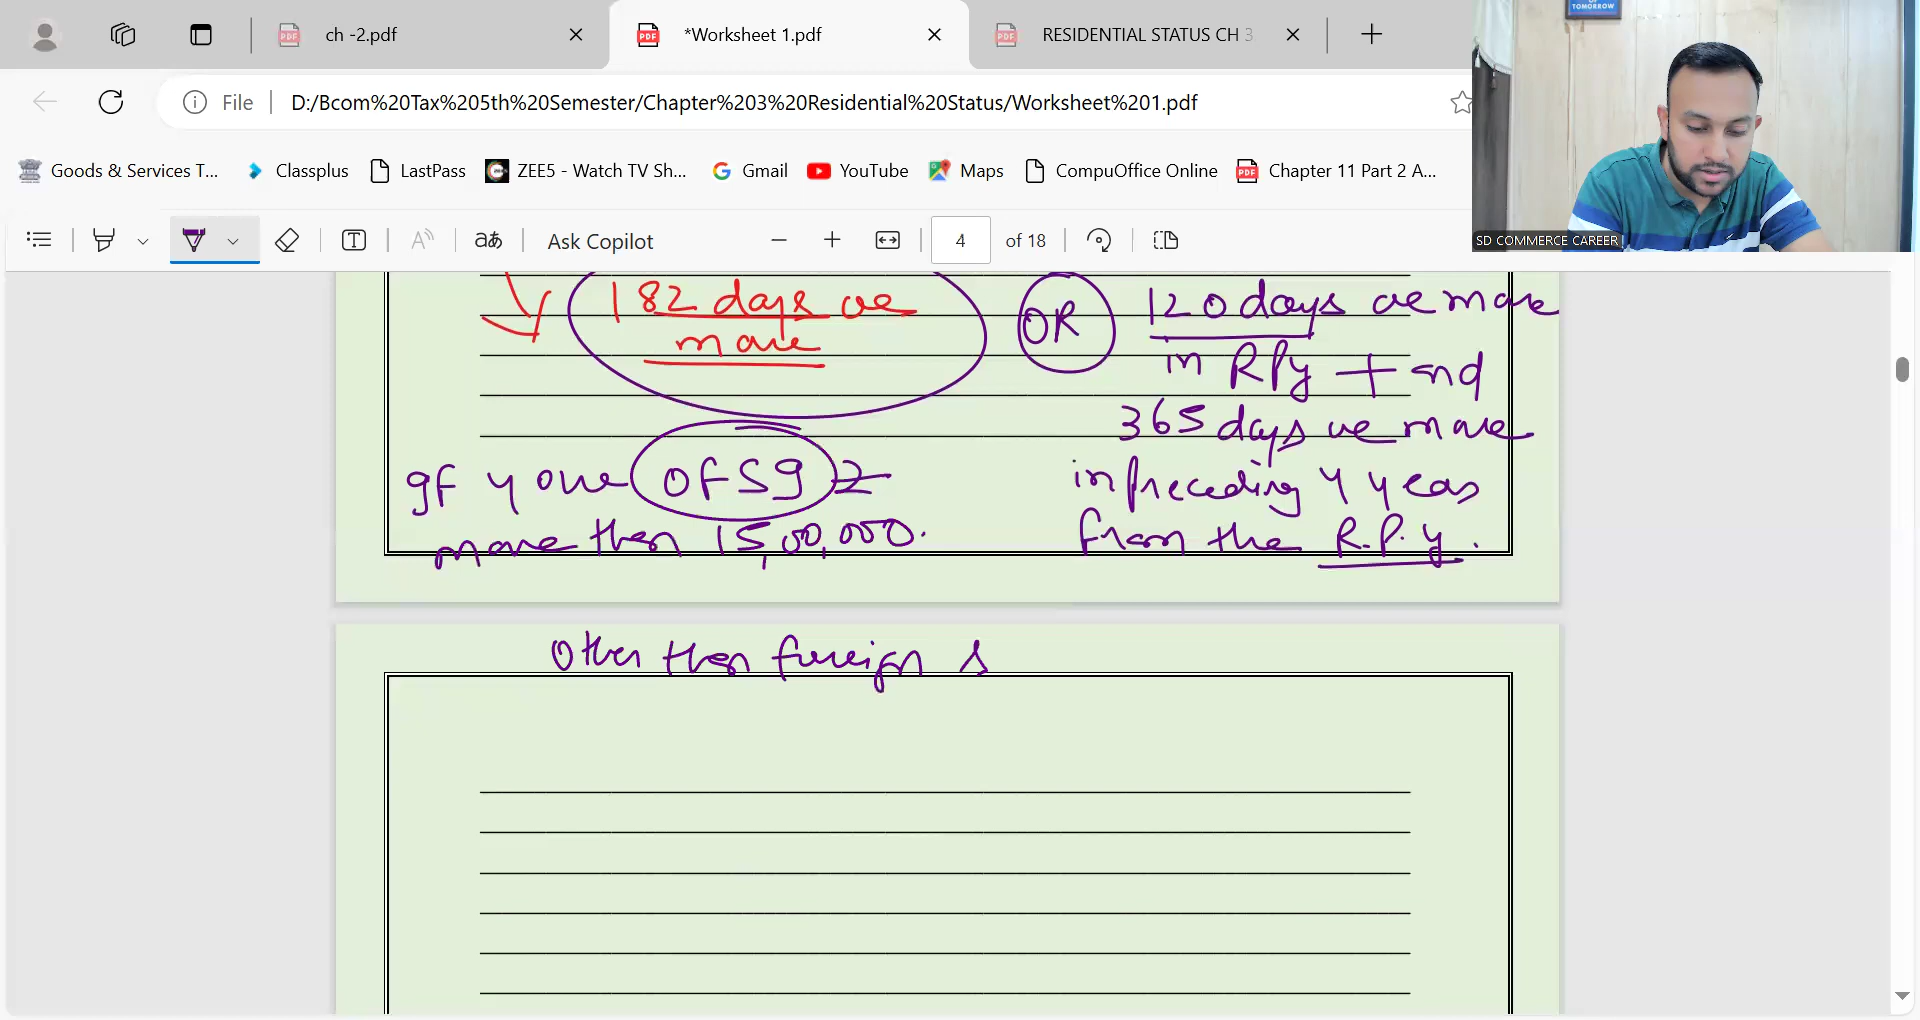 ch -2.pdf
*Worksheet 1.pdf
RESIDENTIAL STATUS CH 3
TOMORROW
File
D:/Bcom%20Tax%205th%20Semester/Chapter%203%20Residential%20Status/Worksheet%201.pdf
Goods & Services T...
Classplus
LastPass
ZEE5 - Watch TV Sh...
Gmail
YouTube
Maps
CompuOffice Online
Chapter 11 Part 2 A...
Ask Copilot
4
of 18
SD COMMERCE CAREER
182 days or
more
OR
120 days or more
in RPY + and
365 days or more
in preceding 4 years
from the R.P.Y.
If your OFSI
more then 15,00,000.
Other then foreign s